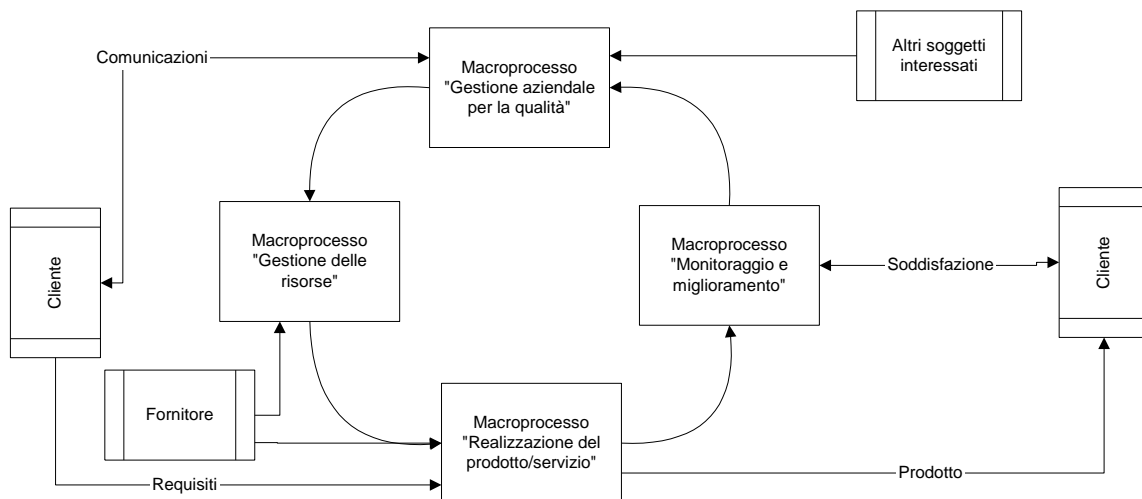 Comunicazioni
Macroprocesso
"Gestione aziendale
per la qualità"
Altri soggetti
interessati
Cliente
Macroprocesso
"Gestione delle
risorse"
Macroprocesso
"Monitoraggio e
miglioramento"
Soddisfazione
Cliente
Fornitore
Macroprocesso
"Realizzazione del
prodotto/servizio"
Requisiti
Prodotto